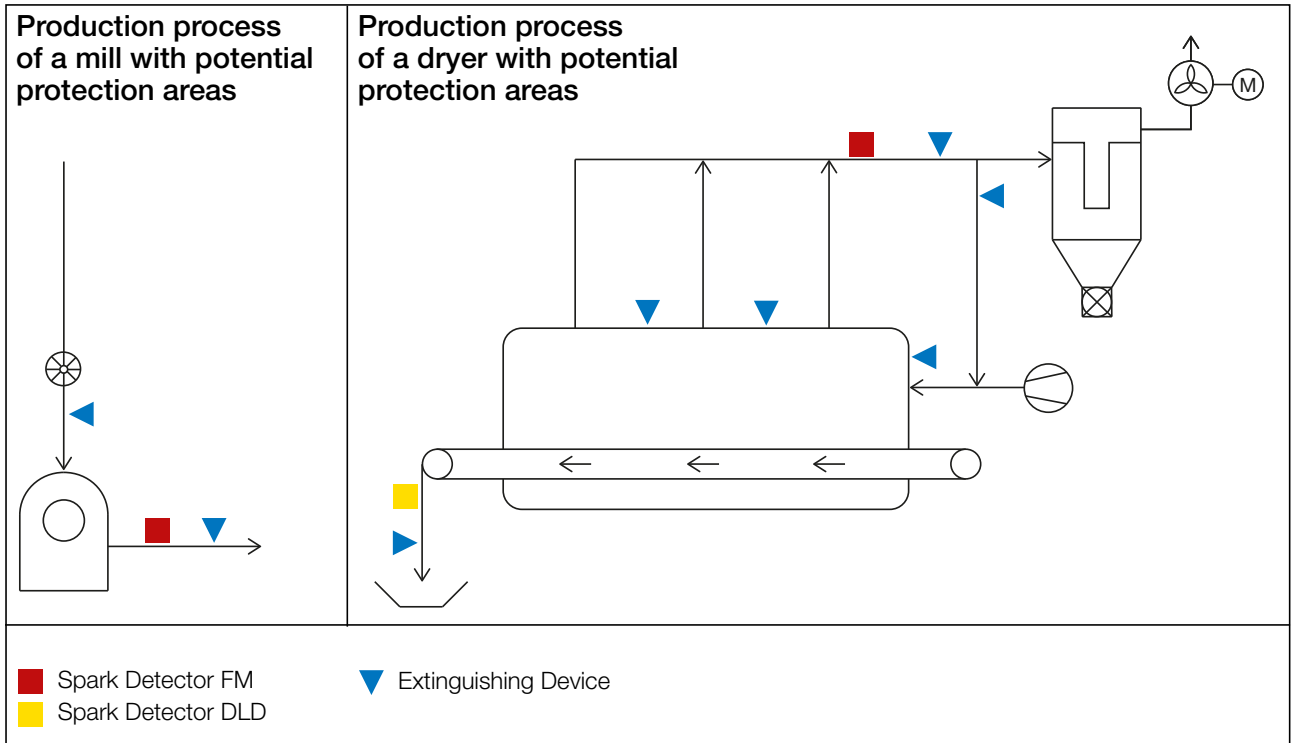 Production process
of a mill with potential
protection areas
Production process
of a dryer with potential
protection areas
M
Spark Detector FM
Spark Detector DLD
Extinguishing Device